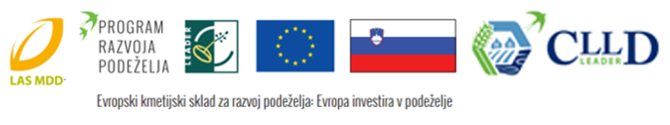 LAS MDD
PROGRAM
RAZVOJA
PODEŽELJA
LEADER
CLLD
LEADER
Evropski kmetijski sklad za razvoj podeželja: Evropa investira v podeželje